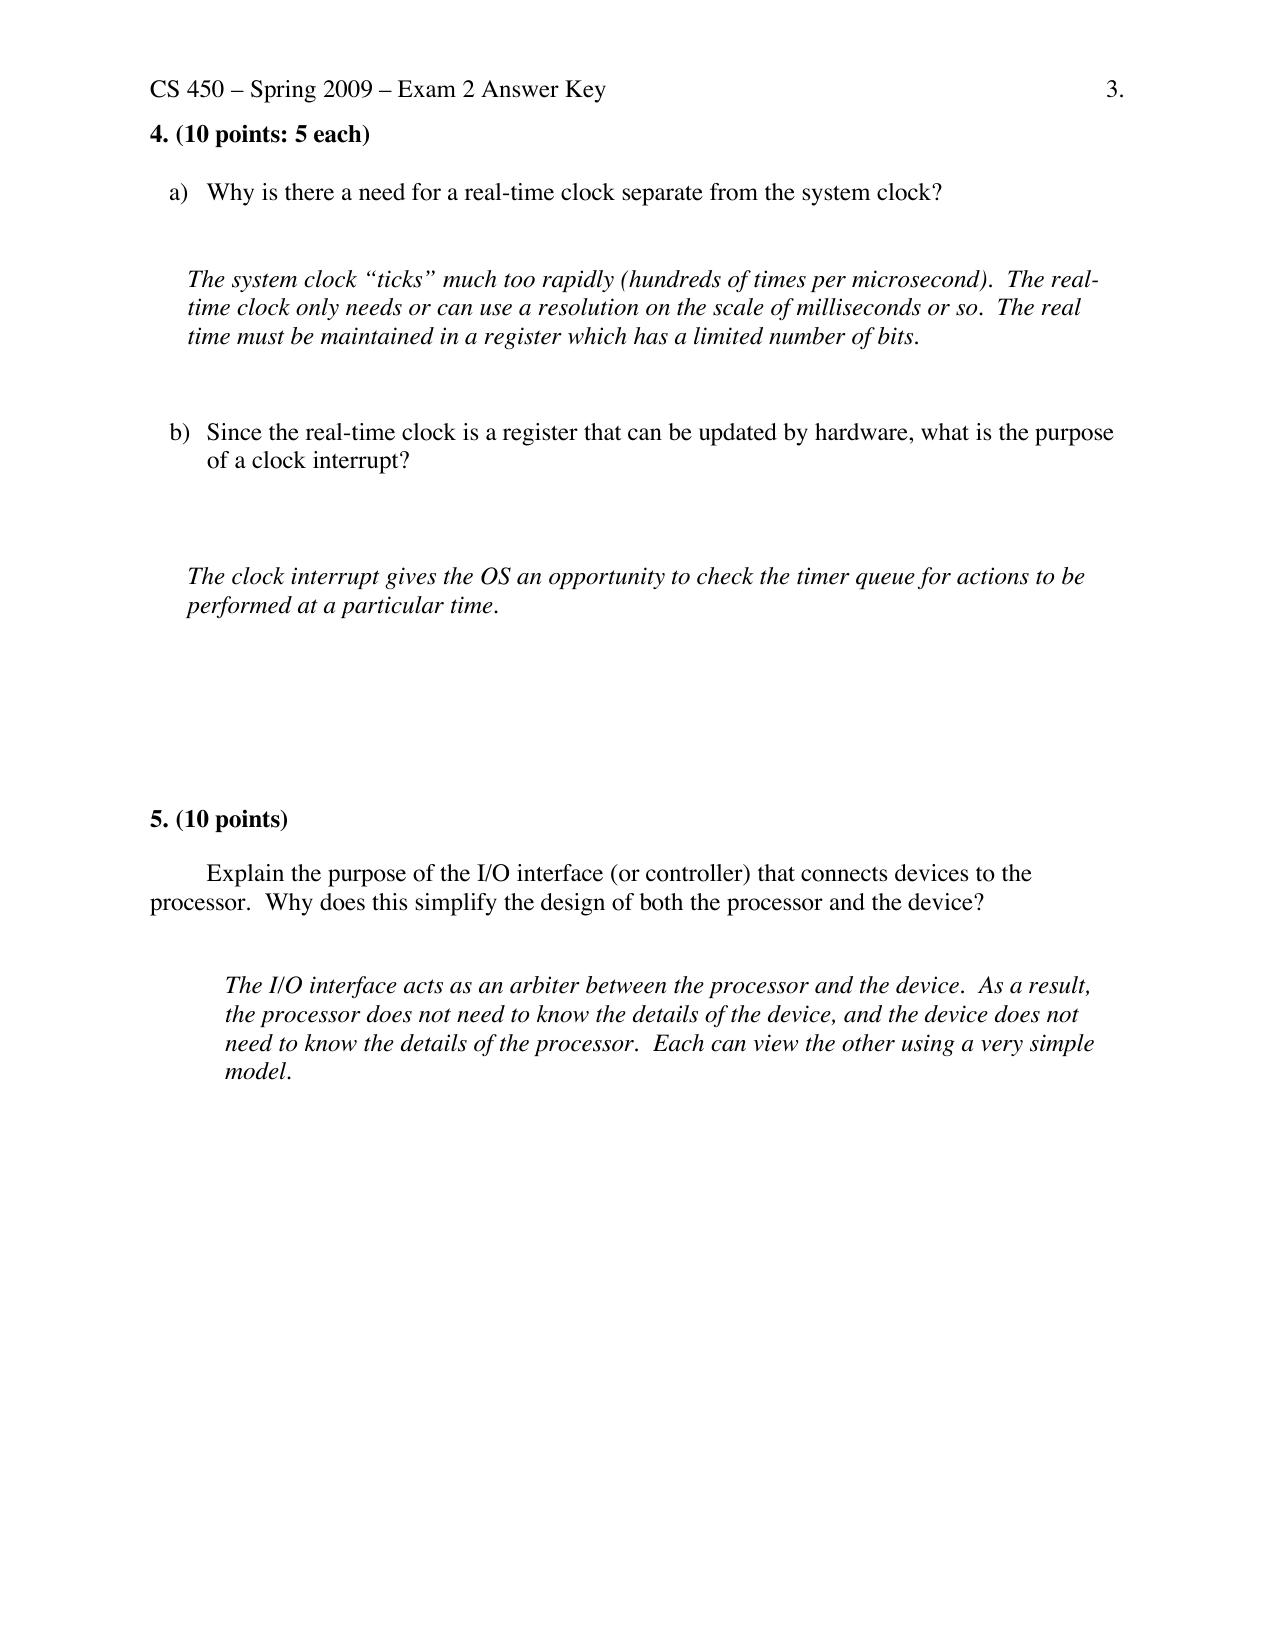 CS 450 – Spring 2009 – Exam 2 Answer Key 3.
4. (10 points: 5 each)
a) Why is there a need for a real-time clock separate from the system clock?
The system clock “ticks” much too rapidly (hundreds of times per microsecond). The real-
time clock only needs or can use a resolution on the scale of milliseconds or so. The real
time must be maintained in a register which has a limited number of bits.
b) Since the real-time clock is a register that can be updated by hardware, what is the purpose
of a clock interrupt?
The clock interrupt gives the OS an opportunity to check the timer queue for actions to be
performed at a particular time.
5. (10 points)
Explain the purpose of the I/O interface (or controller) that connects devices to the
processor. Why does this simplify the design of both the processor and the device?
The I/O interface acts as an arbiter between the processor and the device. As a result,
the processor does not need to know the details of the device, and the device does not
need to know the details of the processor. Each can view the other using a very simple
model.